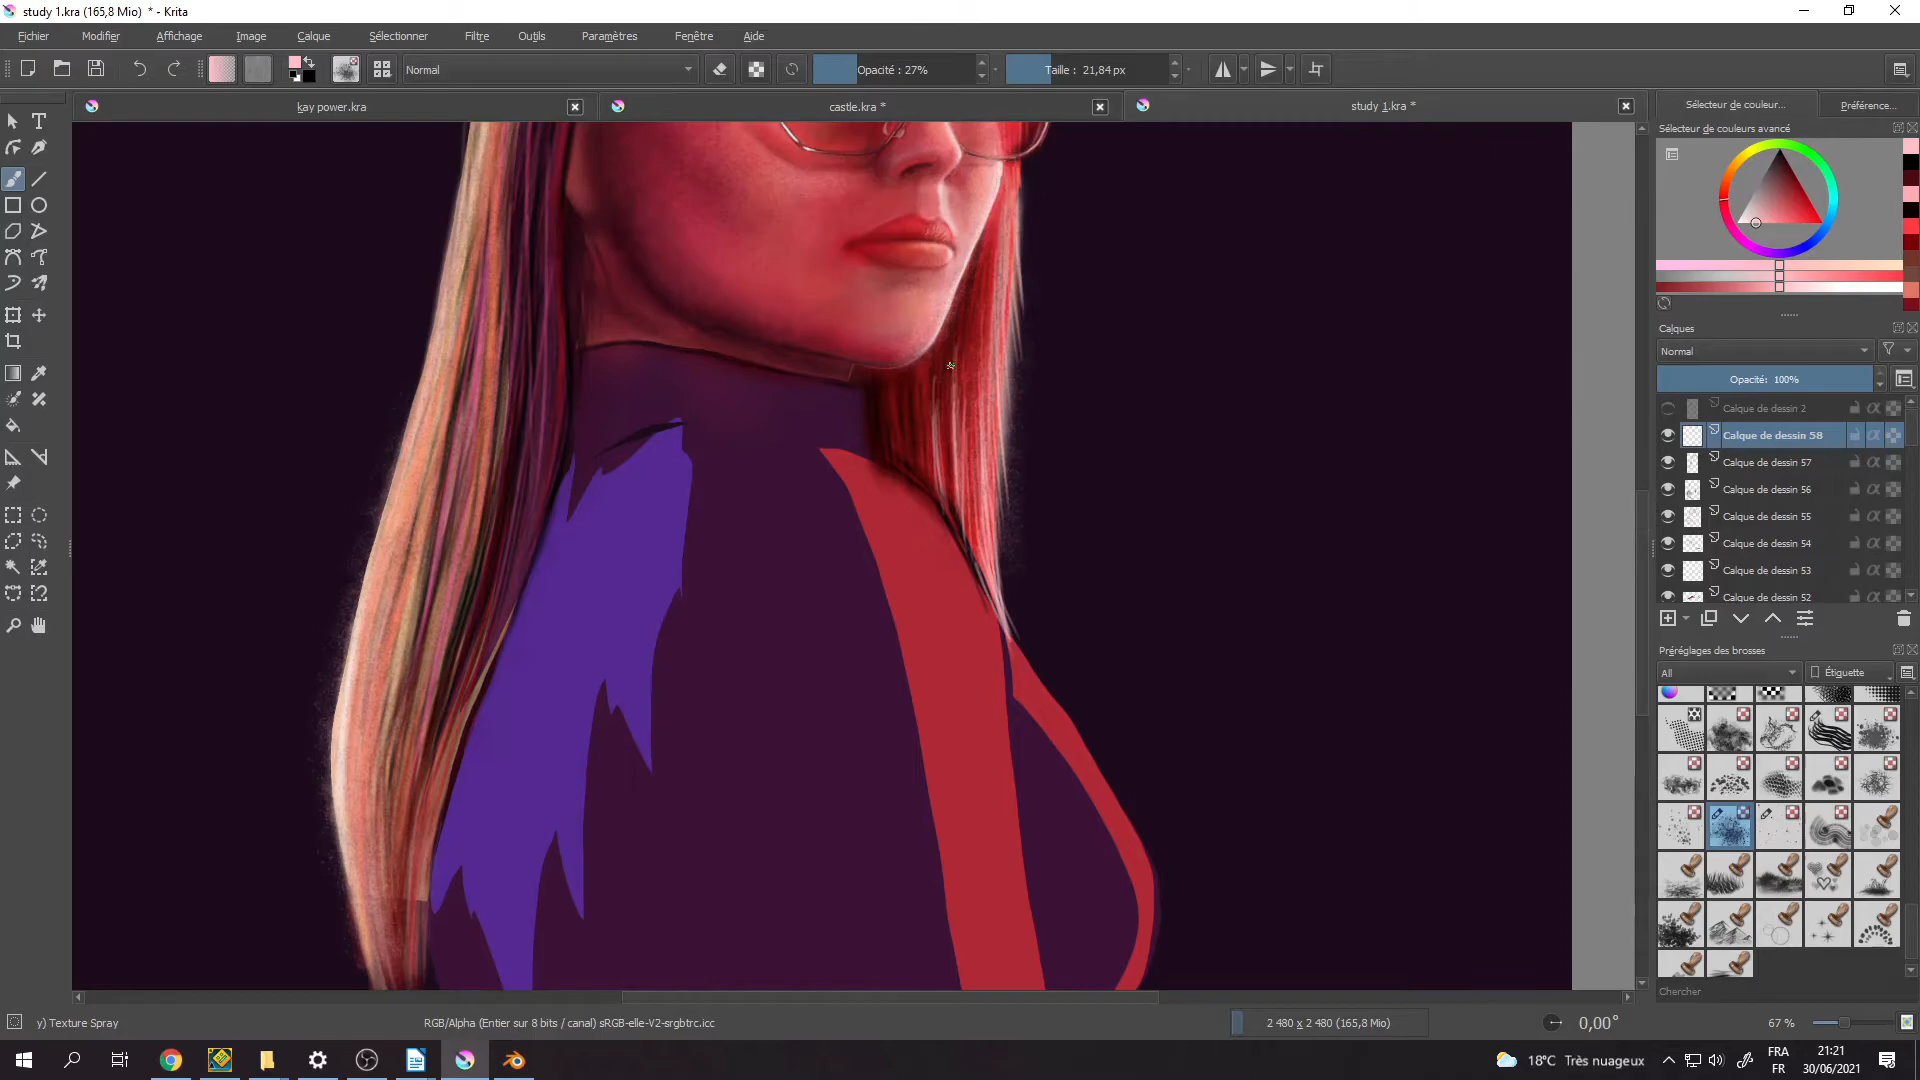 study 1.kra (165,8 Mio) * - Krita
Fichier Modifier Affichage Image Calque Sélectionner Filtre Outils Paramètres Fenêtre Aide
Normal Opacité : 27% Taille : 21,84 px
kay power.kra castle.kra * study 1.kra *
Sélecteur de couleur... Préférence...
Sélecteur de couleurs avancé
Calques
Normal
Opacité: 100%
Calque de dessin 2
Calque de dessin 58
Calque de dessin 57
Calque de dessin 56
Calque de dessin 55
Calque de dessin 54
Calque de dessin 53
Calque de dessin 52
Préréglages des brosses
All Étiquette
Chercher
y) Texture Spray RGB/Alpha (Entier sur 8 bits / canal) sRGB-elle-V2-srgbtrc.icc 2 480 x 2 480 (165,8 Mio) 0,00° 67 %
18°C Très nuageux
FRA
FR
21:21
30/06/2021